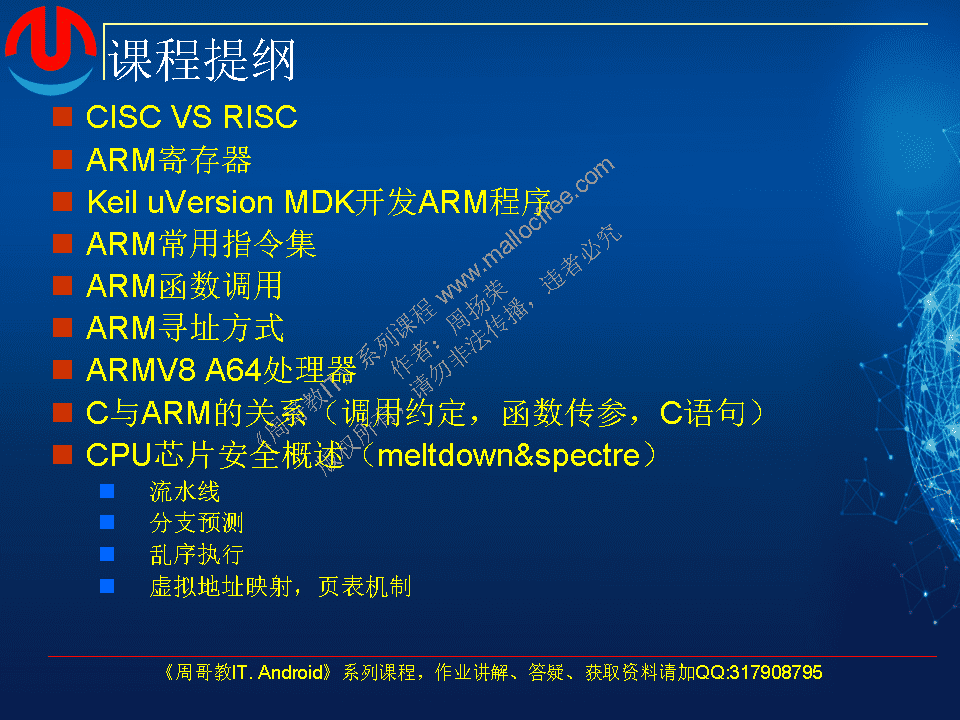 课程提纲
CISC VS RISC
ARM寄存器
Keil uVersion MDK开发ARM程序
ARM常用指令集
ARM函数调用
ARM寻址方式
ARMV8 A64处理器
C与ARM的关系（调用约定，函数传参，C语句）
CPU芯片安全概述（meltdown&spectre）
流水线
分支预测
乱序执行
虚拟地址映射，页表机制
《周哥教IT》系列课程 www.mallocfree.com
作者：周扬荣
版权所有，请勿非法传播，违者必究
《周哥教IT. Android》系列课程，作业讲解、答疑、获取资料请加QQ:317908795